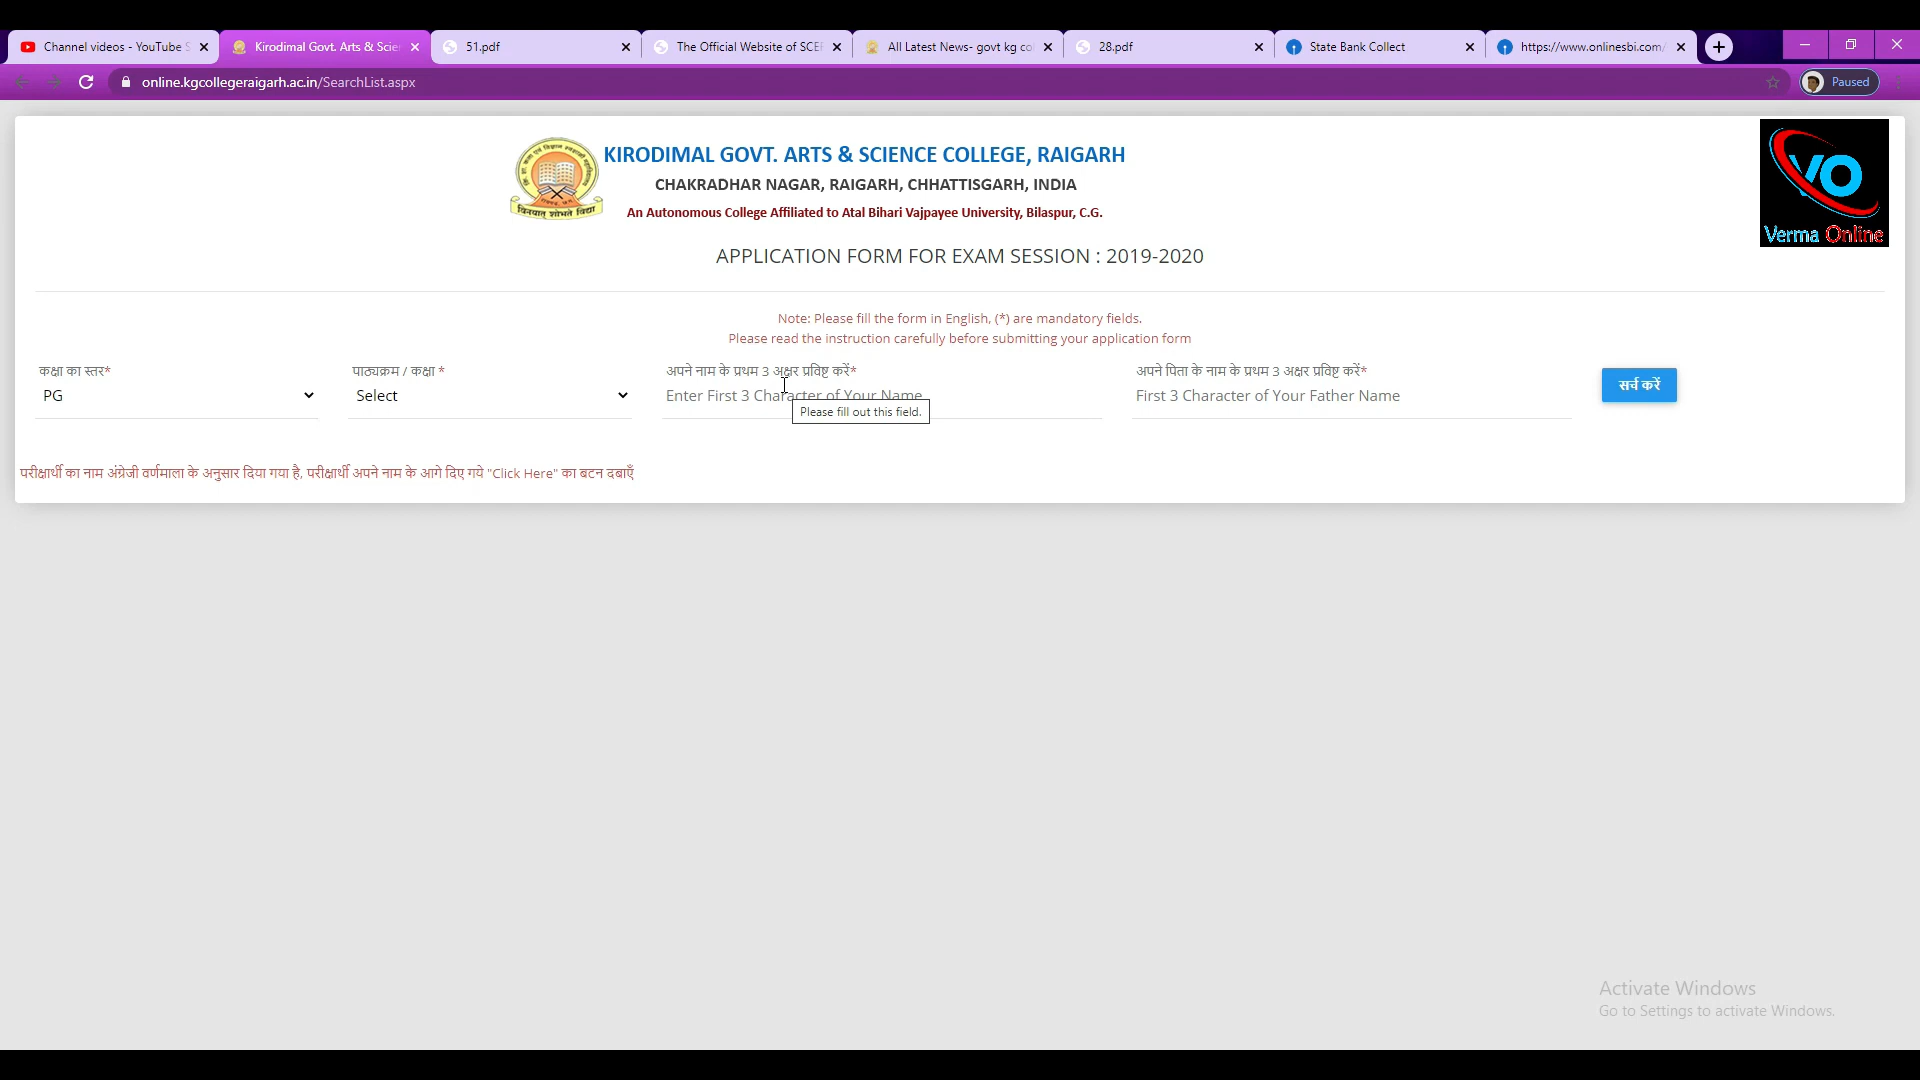 Channel videos - YouTube S
Kirodimal Govt. Arts & Scie
51.pdf
The Official Website of SCE
All Latest News- govt kg co
28.pdf
State Bank Collect
https://www.onlinesbi.com/
online.kgcollegeraigarh.ac.in/SearchList.aspx
Paused
KIRODIMAL GOVT. ARTS & SCIENCE COLLEGE, RAIGARH
CHAKRADHAR NAGAR, RAIGARH, CHHATTISGARH, INDIA
An Autonomous College Affiliated to Atal Bihari Vajpayee University, Bilaspur, C.G.
VO
Verma Online
APPLICATION FORM FOR EXAM SESSION : 2019-2020
Note: Please fill the form in English, (*) are mandatory fields.
Please read the instruction carefully before submitting your application form
कक्षा का स्तर*
PG
पाठ्यक्रम / कक्षा *
Select
अपने नाम के प्रथम 3 अक्षर प्रविष्ट करें*
Enter First 3 Character of Your Name
Please fill out this field.
अपने पिता के नाम के प्रथम 3 अक्षर प्रविष्ट करें*
First 3 Character of Your Father Name
सर्च करें
परीक्षार्थी का नाम अंग्रेजी वर्णमाला के अनुसार दिया गया है, परीक्षार्थी अपने नाम के आगे दिए गये "Click Here" का बटन दबाएँ
Activate Windows
Go to Settings to activate Windows.